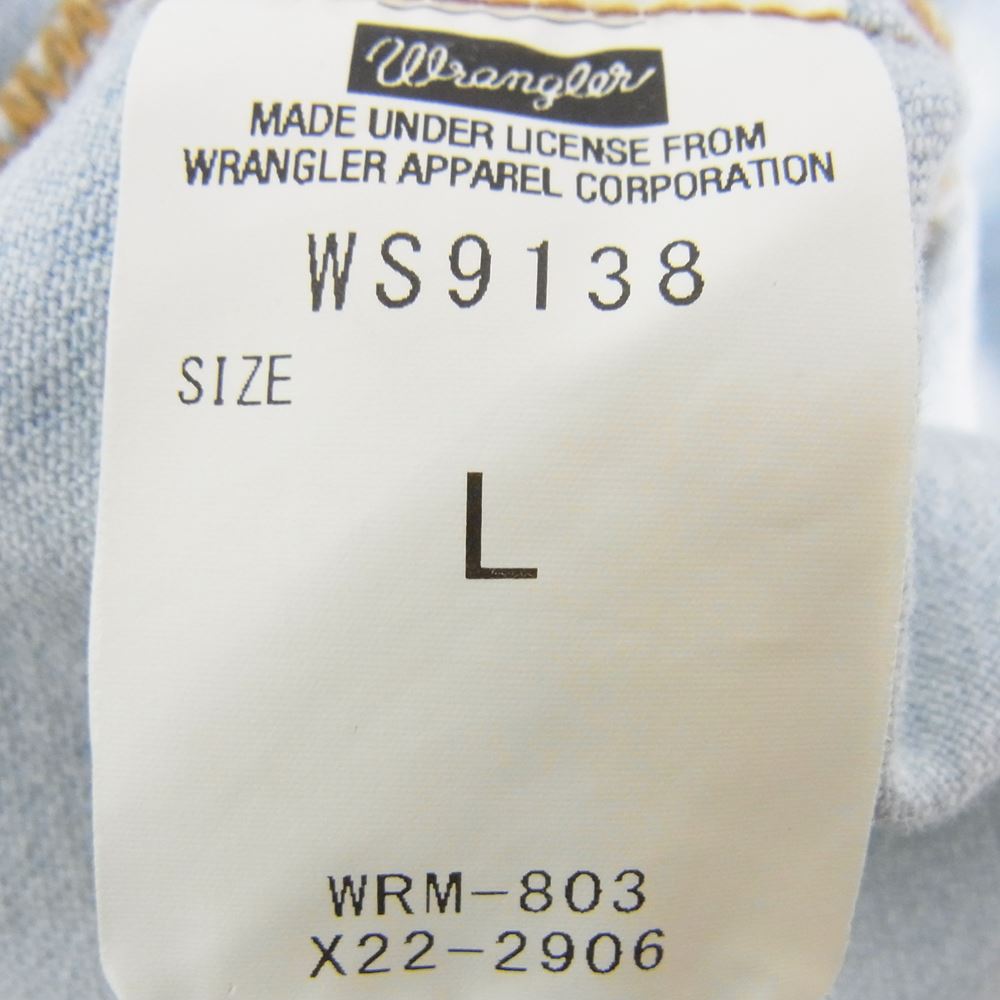 Wrangler
MADE UNDER LICENSE FROM
WRANGLER APPAREL CORPORATION
WS9138
SIZE
L
WRM-803
X22-2906